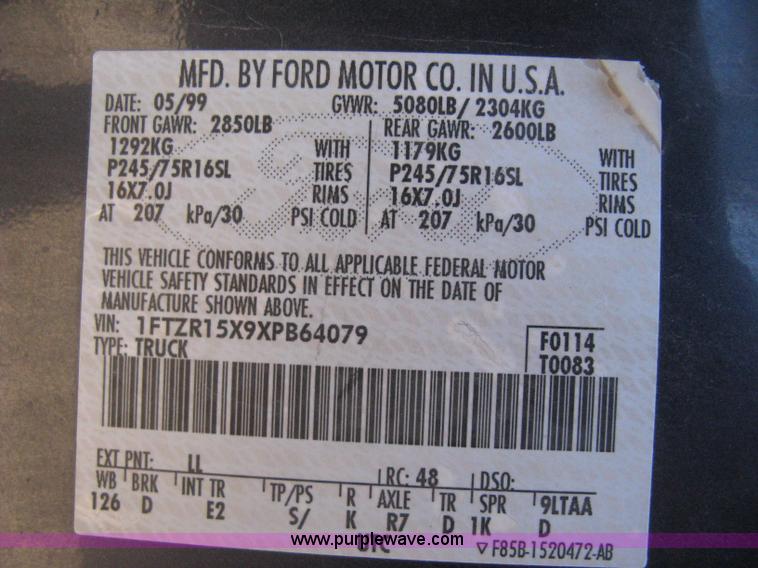 MFD. BY FORD MOTOR CO. IN U.S.A.
DATE: 05/99 GVWR: 5080LB/ 2304KG
FRONT GAWR: 2850LB REAR GAWR: 2600LB
1292KG WITH 1179KG WITH
P245/75R16SL TIRES P245/75R16SL TIRES
16X7.0J RIMS 16X7.0J RIMS
AT 207 kPa/30 PSI COLD AT 207 kPa/30 PSI COLD
THIS VEHICLE CONFORMS TO ALL APPLICABLE FEDERAL MOTOR
VEHICLE SAFETY STANDARDS IN EFFECT ON THE DATE OF
MANUFACTURE SHOWN ABOVE.
VIN: 1FTZR15X9XPB64079 F0114
TYPE: TRUCK T0083
EXT PNT: LL RC: 48 DSO:
WB BRK INT TR TP/PS R AXLE TR SPR 9LTAA
126 D E2 S/ K R7 D 1K D
www.purplewave.com
▽ F85B-1520472-AB